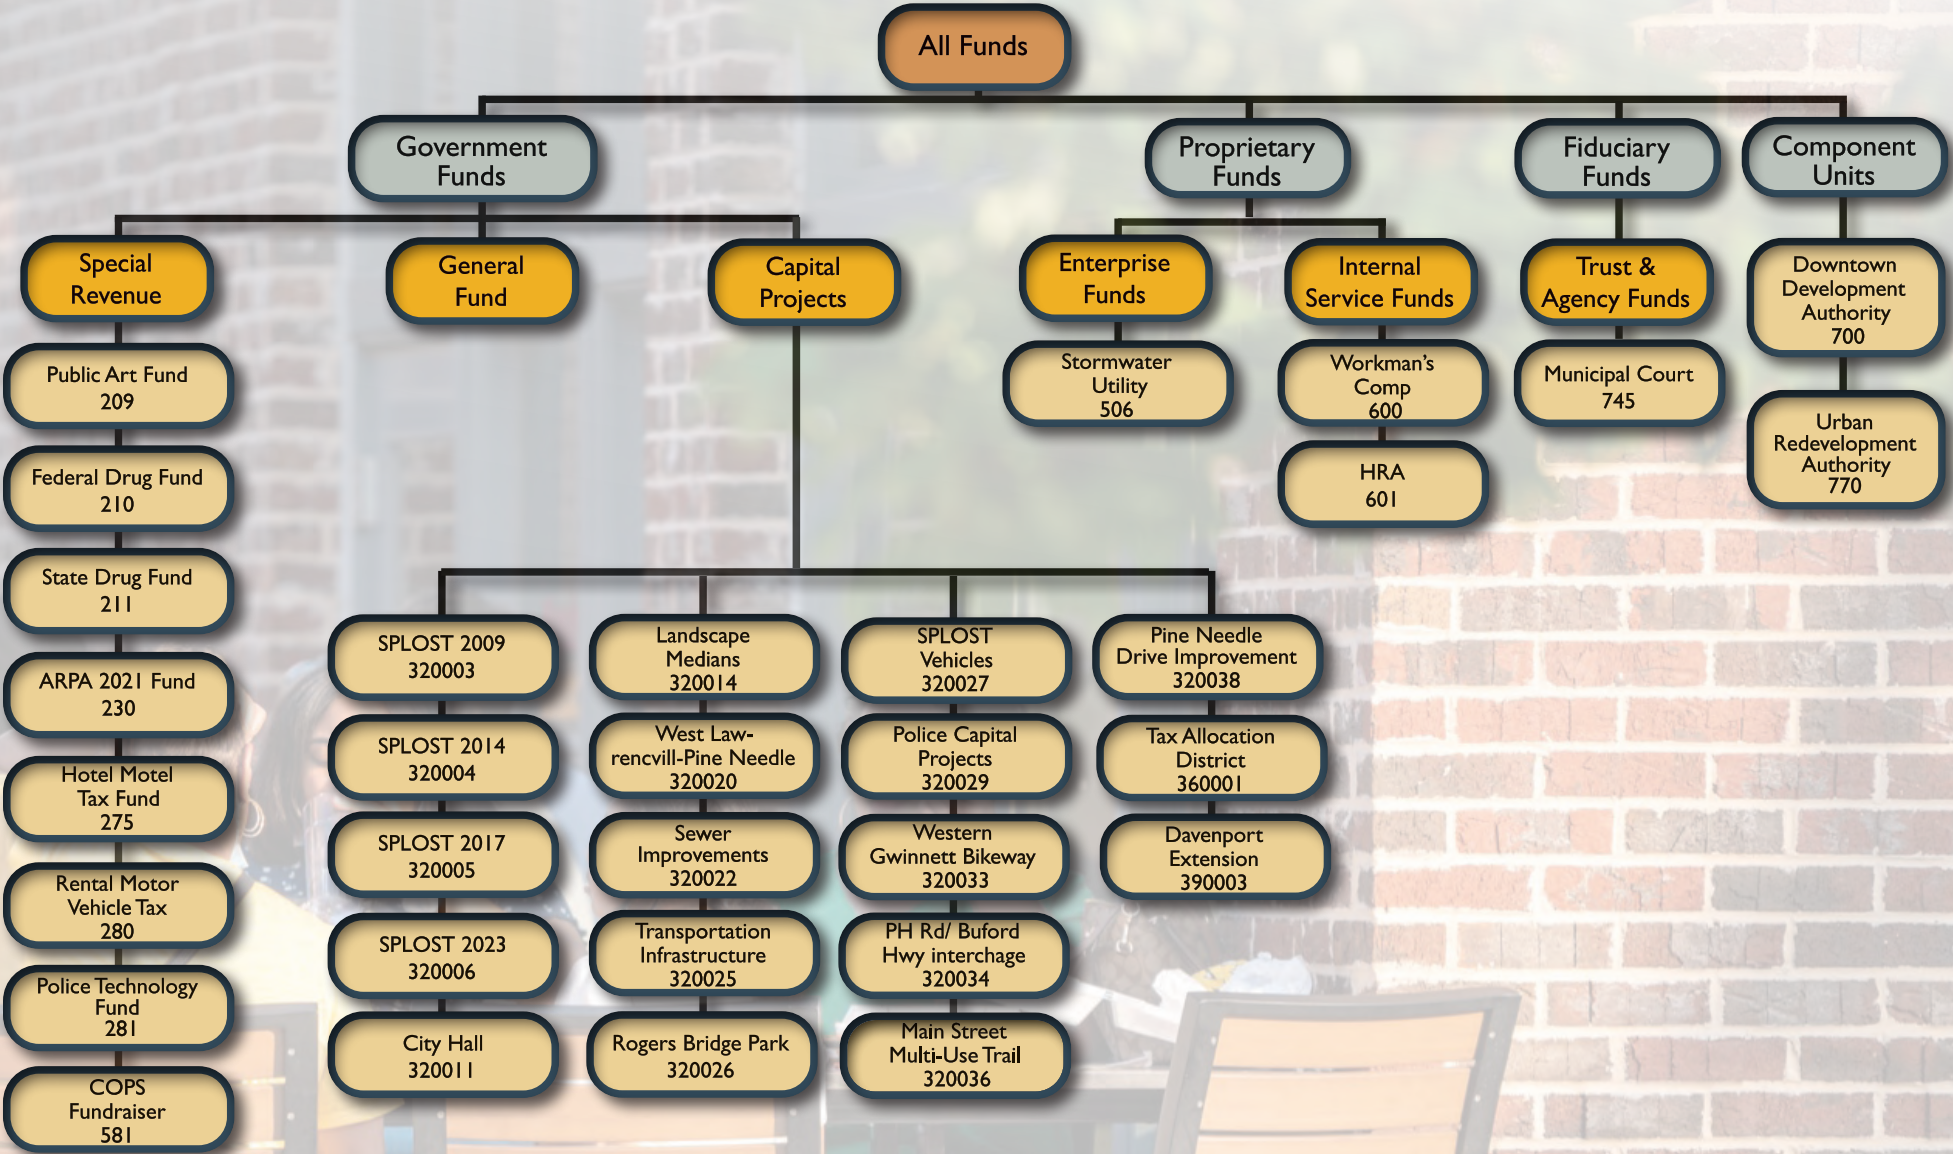 All Funds
Government
Funds
Proprietary
Funds
Fiduciary
Funds
Component
Units
Special
Revenue
General
Fund
Capital
Projects
Enterprise
Funds
Internal
Service Funds
Trust &
Agency Funds
Downtown
Development
Authority
700
Public Art Fund
209
Stormwater
Utility
506
Workman's
Comp
600
Municipal Court
745
Urban
Redevelopment
Authority
770
Federal Drug Fund
210
HRA
601
State Drug Fund
211
ARPA 2021 Fund
230
Hotel Motel
Tax Fund
275
Rental Motor
Vehicle Tax
280
Police Technology
Fund
281
COPS
Fundraiser
581
SPLOST 2009
320003
SPLOST 2014
320004
SPLOST 2017
320005
SPLOST 2023
320006
City Hall
320011
Landscape
Medians
320014
West Law-
rencvill-Pine Needle
320020
Sewer
Improvements
320022
Transportation
Infrastructure
320025
Rogers Bridge Park
320026
SPLOST
Vehicles
320027
Police Capital
Projects
320029
Western
Gwinnett Bikeway
320033
PH Rd/ Buford
Hwy interchage
320034
Main Street
Multi-Use Trail
320036
Pine Needle
Drive Improvement
320038
Tax Allocation
District
360001
Davenport
Extension
390003